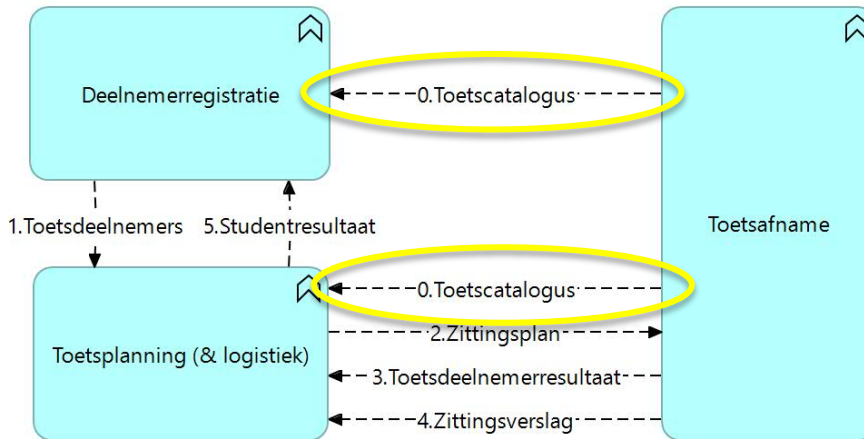 Deelnemerregistratie
0.Toetscatalogus
1.Toetsdeelnemers
5.Studentresultaat
Toetsafname
0.Toetscatalogus
2.Zittingsplan
Toetsplanning (& logistiek)
3.Toetsdeelnemerresultaat
4.Zittingsverslag